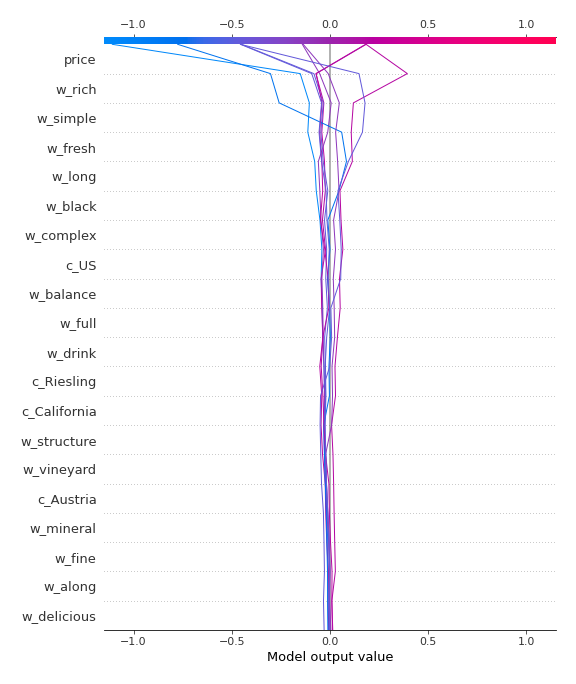 −1.0 −0.5 0.0 0.5 1.0
price
w_rich
w_simple
w_fresh
w_long
w_black
w_complex
c_US
w_balance
w_full
w_drink
c_Riesling
c_California
w_structure
w_vineyard
c_Austria
w_mineral
w_fine
w_along
w_delicious
−1.0 −0.5 0.0 0.5 1.0
Model output value